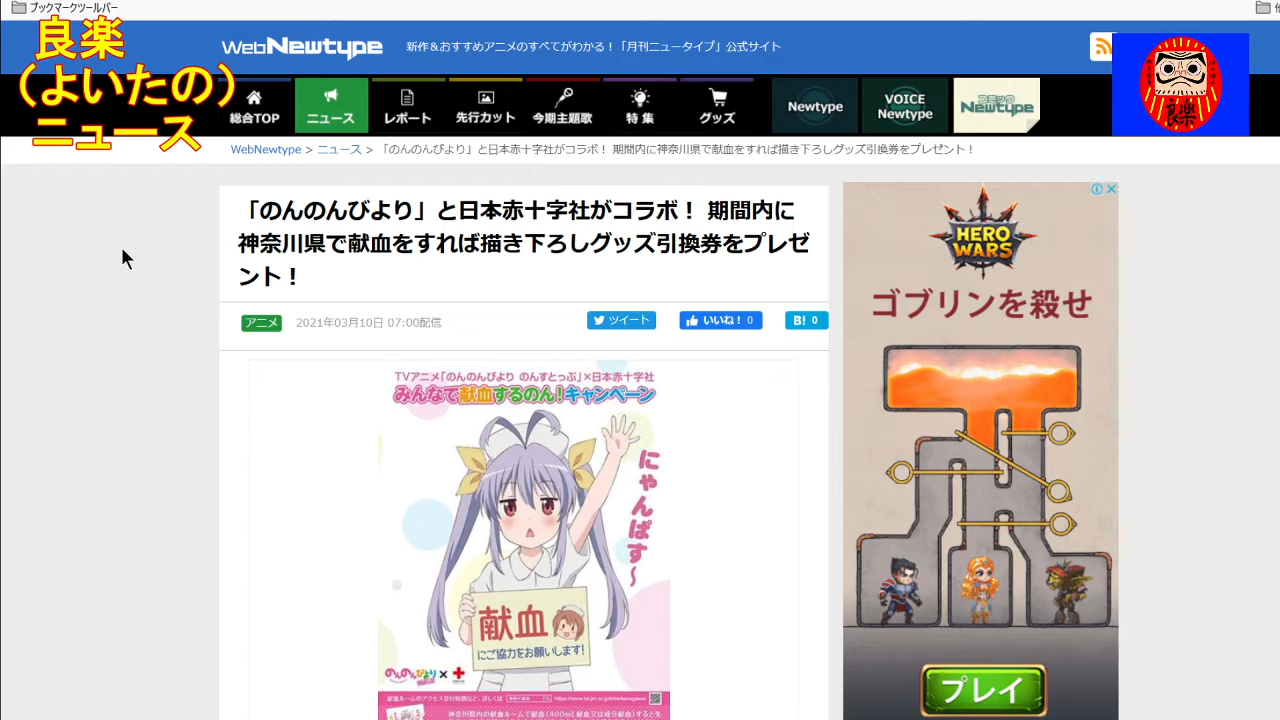 ブックマークツールバー
良楽
（よいたの）
ニュース
WebNewtype
新作＆おすすめアニメのすべてがわかる！「月刊ニュータイプ」公式サイト
良楽
総合TOP
ニュース
レポート
先行カット
今期主題歌
特集
グッズ
Newtype
VOICE
Newtype
コミック
Newtype
WebNewtype > ニュース > 「のんのんびより」と日本赤十字社がコラボ！ 期間内に神奈川県で献血をすれば描き下ろしグッズ引換券をプレゼント！
「のんのんびより」と日本赤十字社がコラボ！ 期間内に
神奈川県で献血をすれば描き下ろしグッズ引換券をプレゼ
ント！
アニメ
2021年03月10日 07:00配信
ツイート
いいね！ 0
B! 0
TVアニメ「のんのんびより のんすとっぷ」×日本赤十字社
みんなで献血するのん！キャンペーン
にゃんぱす～
献血
にご協力をお願いします！
のんのんびより
×
HERO
WARS
ゴブリンを殺せ
プレイ